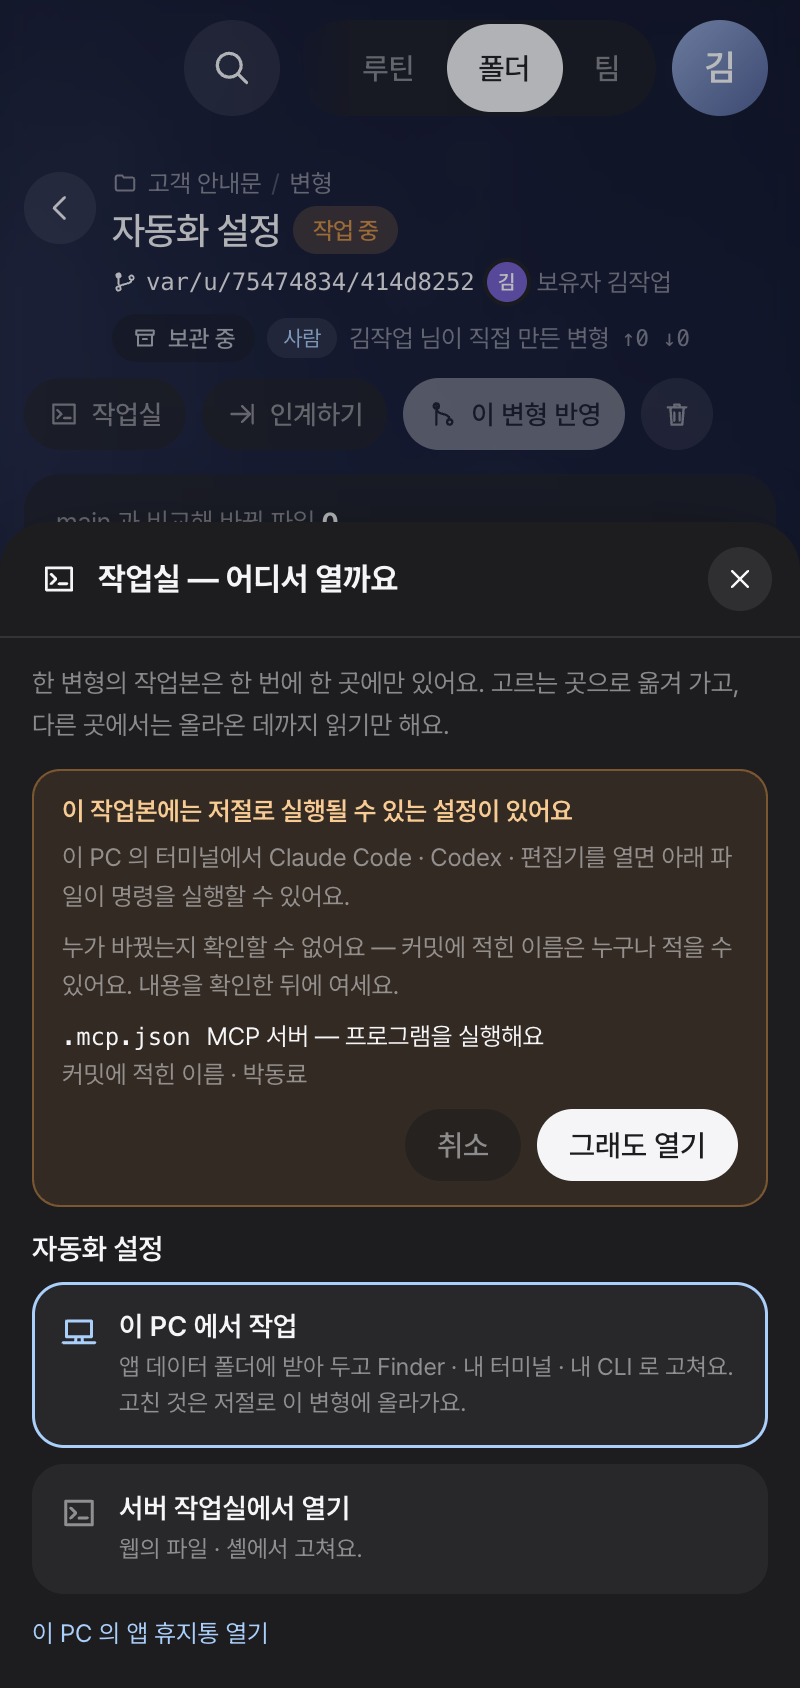 루틴 폴더 팀 김
고객 안내문 / 변형
자동화 설정 작업 중
var/u/75474834/414d8252 김 보유자 김작업
보관 중 사람 김작업 님이 직접 만든 변형 ↑0 ↓0
작업실 인계하기 이 변형 반영
main 과 비교해 바뀐 파일 0
작업실 — 어디서 열까요
한 변형의 작업본은 한 번에 한 곳에만 있어요. 고르는 곳으로 옮겨 가고,
다른 곳에서는 올라온 데까지 읽기만 해요.
이 작업본에는 저절로 실행될 수 있는 설정이 있어요
이 PC 의 터미널에서 Claude Code · Codex · 편집기를 열면 아래 파
일이 명령을 실행할 수 있어요.
누가 바꿨는지 확인할 수 없어요 — 커밋에 적힌 이름은 누구나 적을 수
있어요. 내용을 확인한 뒤에 여세요.
.mcp.json MCP 서버 — 프로그램을 실행해요
커밋에 적힌 이름 · 박동료
취소 그래도 열기
자동화 설정
이 PC 에서 작업
앱 데이터 폴더에 받아 두고 Finder · 내 터미널 · 내 CLI 로 고쳐요.
고친 것은 저절로 이 변형에 올라가요.
서버 작업실에서 열기
웹의 파일 · 셸에서 고쳐요.
이 PC 의 앱 휴지통 열기